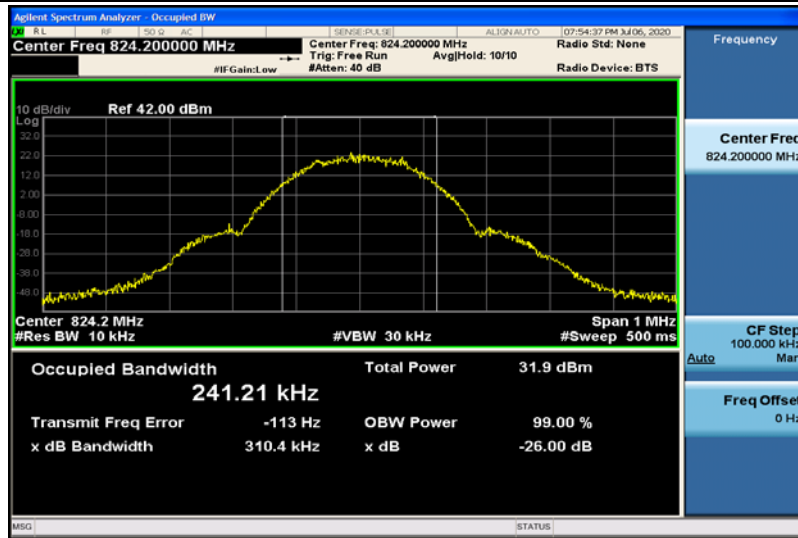 Agilent Spectrum Analyzer - Occupied BW
RL RF 50 Ω AC SENSE:PULSE ALIGNAUTO 07:54:37 PM Jul 06, 2020
Center Freq 824.200000 MHz Center Freq: 824.200000 MHz Radio Std: None
Trig: Free Run Avg|Hold: 10/10
#IFGain:Low #Atten: 40 dB Radio Device: BTS
Frequency
10 dB/div Ref 42.00 dBm
Log
32.0
22.0
12.0
2.00
-8.00
-18.0
-28.0
-38.0
-48.0
Center 824.2 MHz Span 1 MHz
#Res BW 10 kHz #VBW 30 kHz #Sweep 500 ms
Occupied Bandwidth Total Power 31.9 dBm
241.21 kHz
Transmit Freq Error -113 Hz OBW Power 99.00 %
x dB Bandwidth 310.4 kHz x dB -26.00 dB
Center Freq
824.200000 MHz
CF Step
100.000 kHz
Auto Man
Freq Offset
0 Hz
MSG STATUS